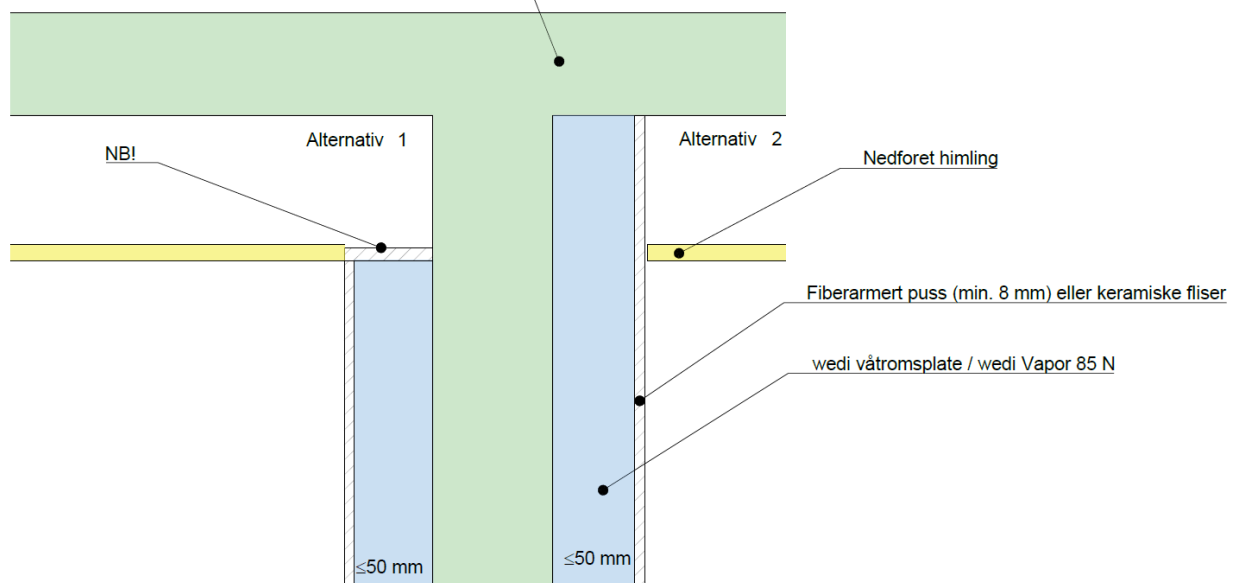 Alternativ 1
Alternativ 2
NB!
Nedforet himling
Fiberarmert puss (min. 8 mm) eller keramiske fliser
wedi våtromsplate / wedi Vapor 85 N
≤50 mm
≤50 mm